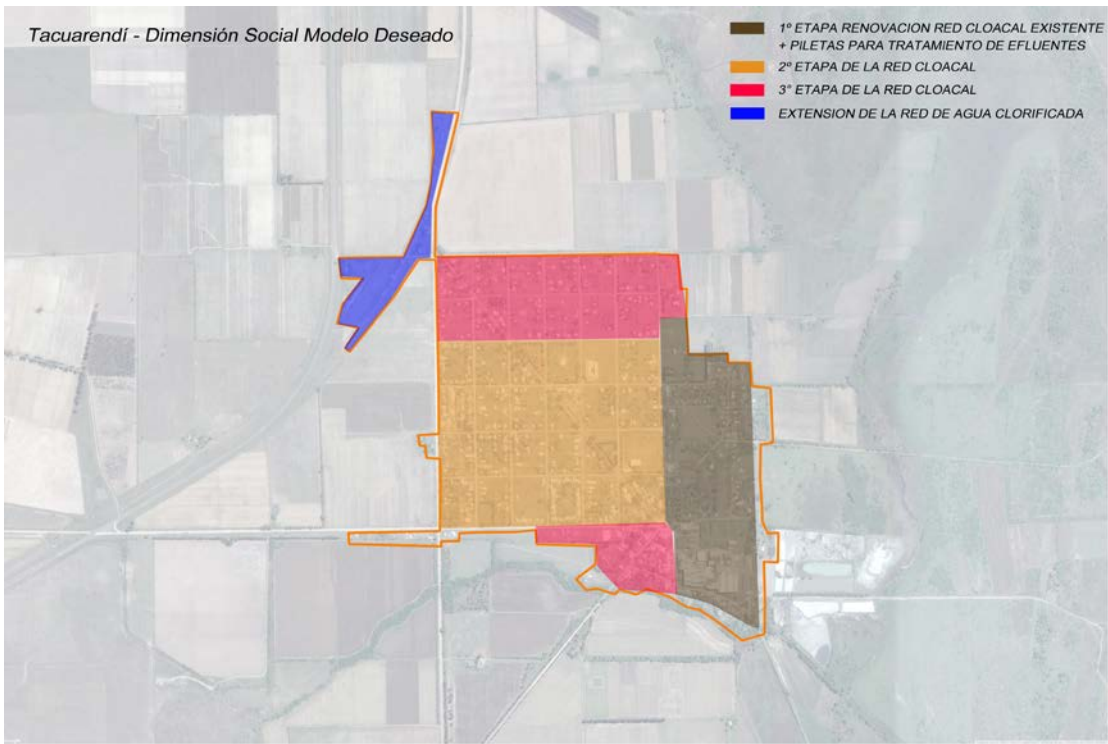 Tacuarendí - Dimensión Social Modelo Deseado
1º ETAPA RENOVACION RED CLOACAL EXISTENTE
+ PILETAS PARA TRATAMIENTO DE EFLUENTES
2º ETAPA DE LA RED CLOACAL
3° ETAPA DE LA RED CLOACAL
EXTENSION DE LA RED DE AGUA CLORIFICADA